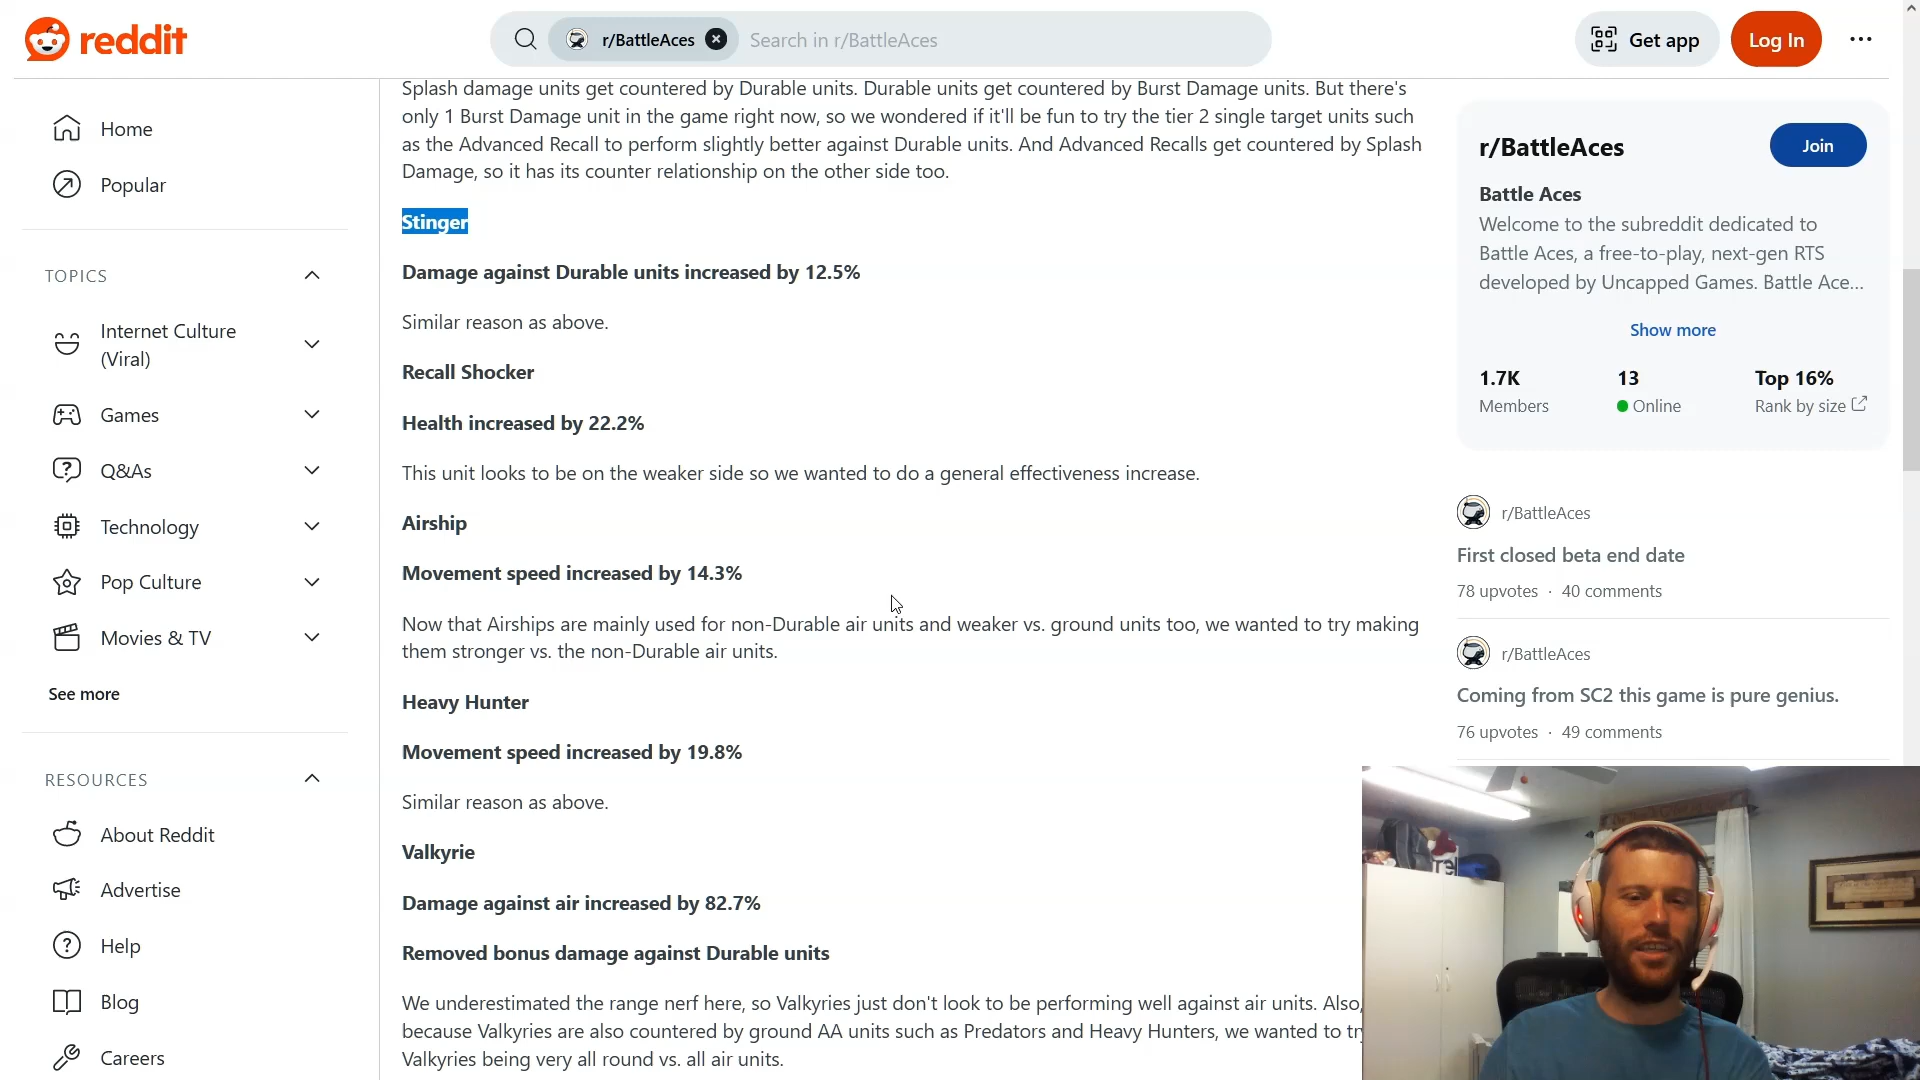 reddit
r/BattleAces
Search in r/BattleAces
Get app
Log In
Home
Popular
TOPICS
Internet Culture
(Viral)
Games
Q&As
Technology
Pop Culture
Movies & TV
See more
RESOURCES
About Reddit
Advertise
Help
Blog
Careers
Splash damage units get countered by Durable units. Durable units get countered by Burst Damage units. But there's
only 1 Burst Damage unit in the game right now, so we wondered if it'll be fun to try the tier 2 single target units such
as the Advanced Recall to perform slightly better against Durable units. And Advanced Recalls get countered by Splash
Damage, so it has its counter relationship on the other side too.
Stinger
Damage against Durable units increased by 12.5%
Similar reason as above.
Recall Shocker
Health increased by 22.2%
This unit looks to be on the weaker side so we wanted to do a general effectiveness increase.
Airship
Movement speed increased by 14.3%
Now that Airships are mainly used for non-Durable air units and weaker vs. ground units too, we wanted to try making
them stronger vs. the non-Durable air units.
Heavy Hunter
Movement speed increased by 19.8%
Similar reason as above.
Valkyrie
Damage against air increased by 82.7%
Removed bonus damage against Durable units
We underestimated the range nerf here, so Valkyries just don't look to be performing well against air units. Also,
because Valkyries are also countered by ground AA units such as Predators and Heavy Hunters, we wanted to
Valkyries being very all round vs. all air units.
r/BattleAces
Join
Battle Aces
Welcome to the subreddit dedicated to
Battle Aces, a free-to-play, next-gen RTS
developed by Uncapped Games. Battle Ace...
Show more
1.7K
Members
13
Online
Top 16%
Rank by size
r/BattleAces
First closed beta end date
78 upvotes · 40 comments
r/BattleAces
Coming from SC2 this game is pure genius.
76 upvotes · 49 comments